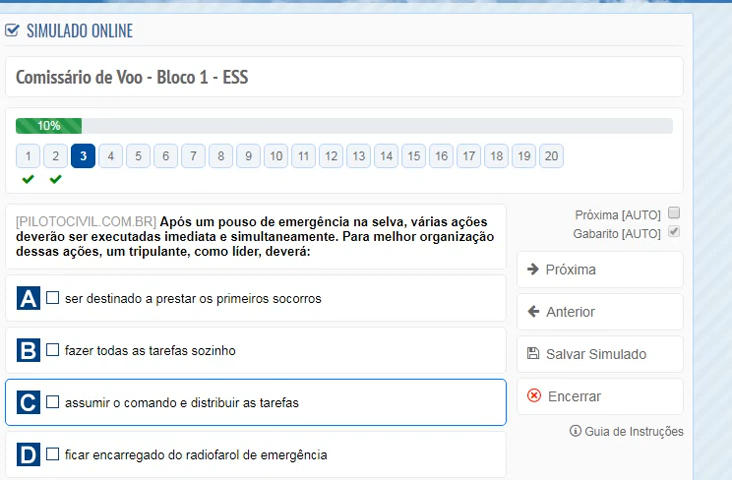 SIMULADO ONLINE
Comissário de Voo - Bloco 1 - ESS
10%
1 2 3 4 5 6 7 8 9 10 11 12 13 14 15 16 17 18 19 20
[PILOTOCIVIL.COM.BR] Após um pouso de emergência na selva, várias ações
deverão ser executadas imediata e simultaneamente. Para melhor organização
dessas ações, um tripulante, como líder, deverá:
A ser destinado a prestar os primeiros socorros
B fazer todas as tarefas sozinho
C assumir o comando e distribuir as tarefas
D ficar encarregado do radiofarol de emergência
Próxima [AUTO]
Gabarito [AUTO]
Próxima
Anterior
Salvar Simulado
Encerrar
Guia de Instruções